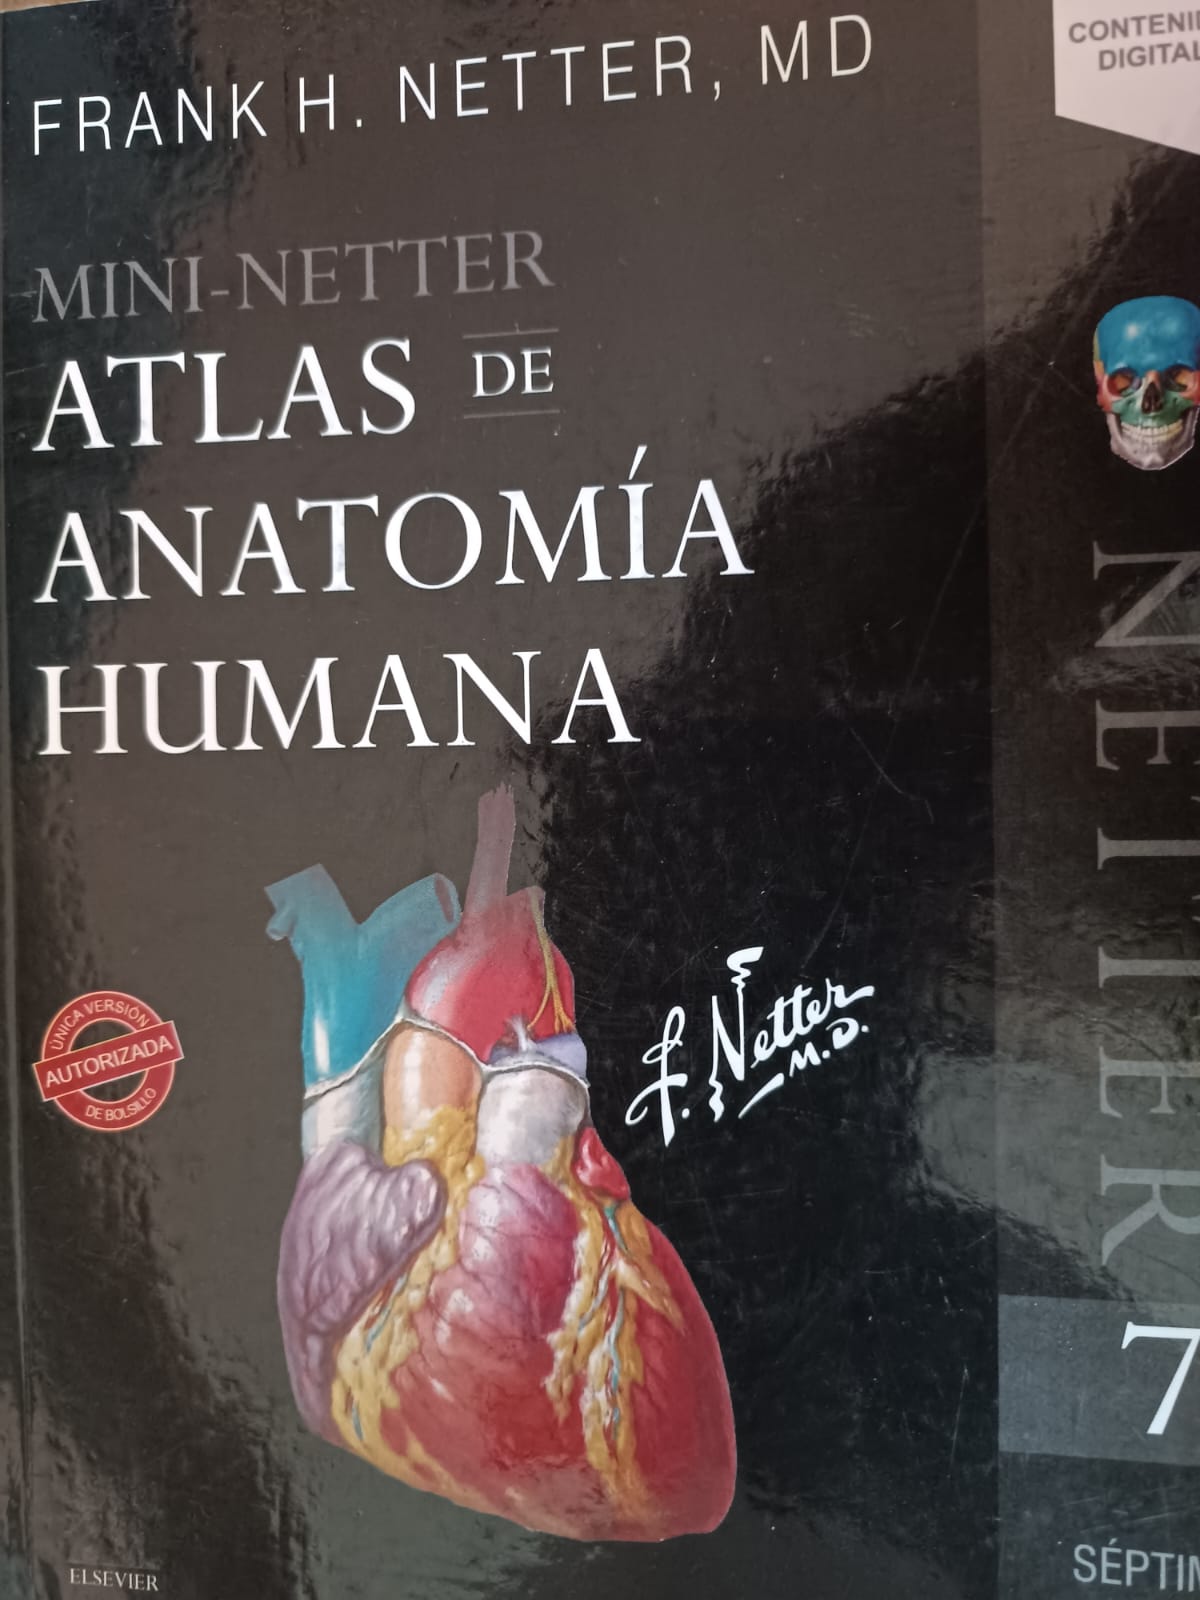 FRANK H. NETTER, MD
MINI-NETTER
ATLAS DE
ANATOMÍA
HUMANA
ÚNICA VERSIÓN
AUTORIZADA
DE BOLSILLO
F. Netter
M.D.
ELSEVIER
CONTENID
DIGITAL
NETTER
7
SÉPTIM